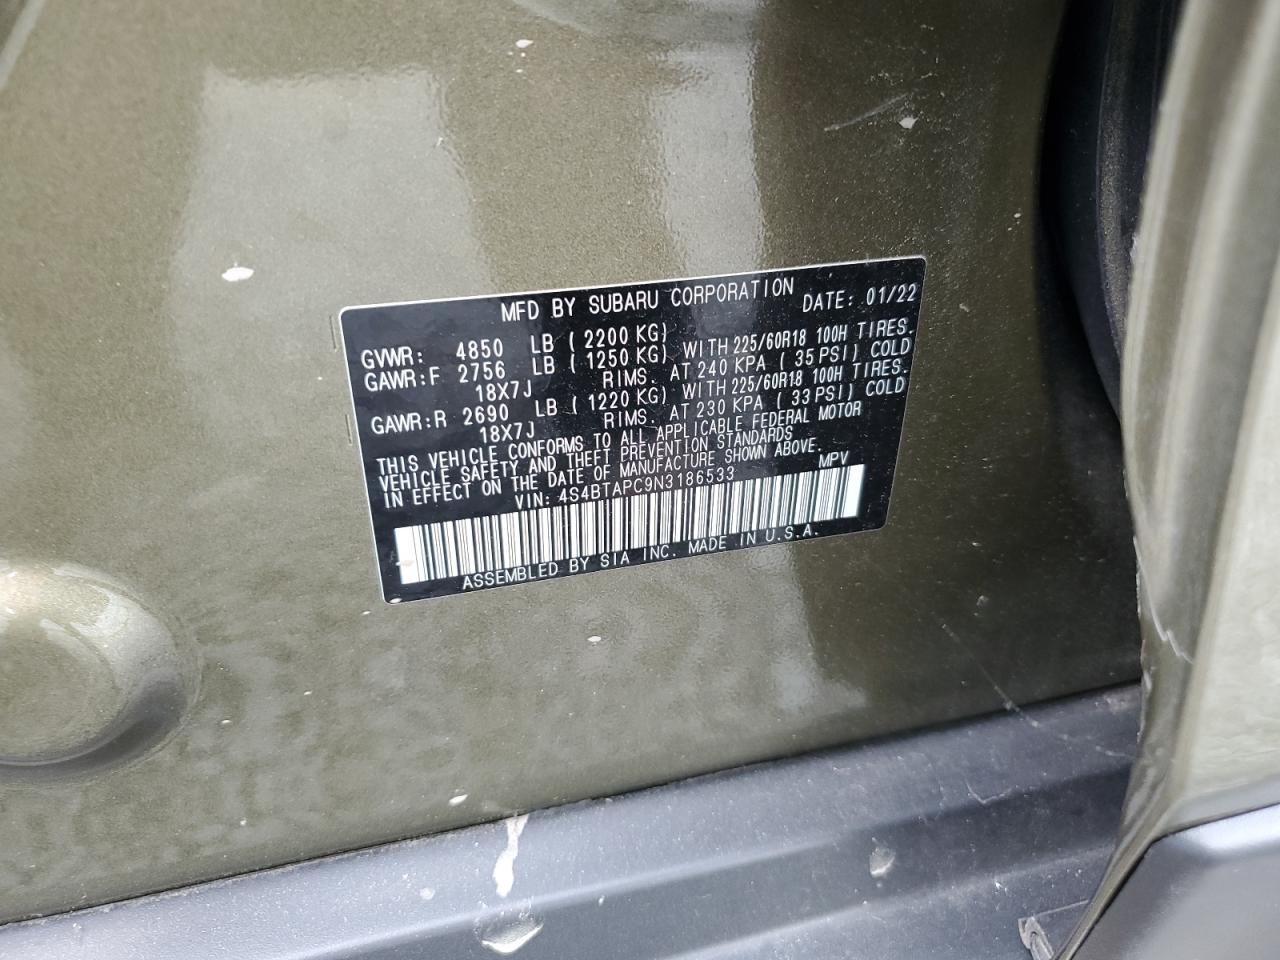 MFD BY SUBARU CORPORATION DATE: 01/22
GVWR: 4850 LB (2200 KG)
GAWR:F 2756 LB (1250 KG) WITH 225/60R18 100H TIRES.
18X7J RIMS. AT 240 KPA (35 PSI) COLD
GAWR:R 2690 LB (1220 KG) WITH 225/60R18 100H TIRES.
18X7J RIMS. AT 230 KPA (33 PSI) COLD
THIS VEHICLE CONFORMS TO ALL APPLICABLE FEDERAL MOTOR
VEHICLE SAFETY AND THEFT PREVENTION STANDARDS
IN EFFECT ON THE DATE OF MANUFACTURE SHOWN ABOVE.
VIN: 4S4BTAPC9N3186533 MPV
ASSEMBLED BY SIA INC. MADE IN U.S.A.